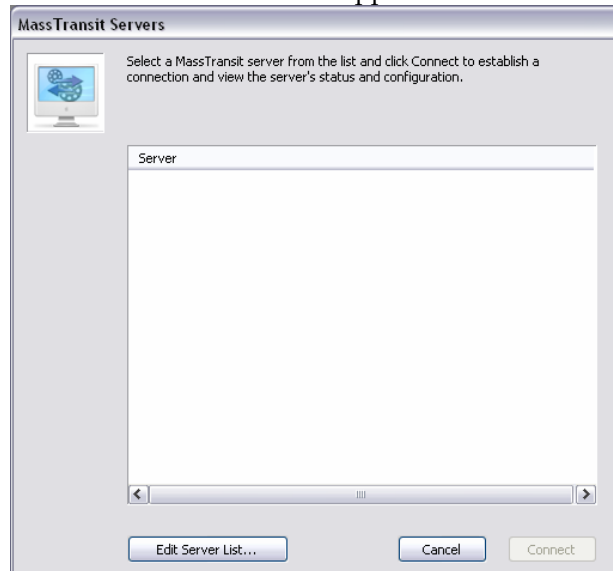 MassTransit Servers
Select a MassTransit server from the list and click Connect to establish a
connection and view the server's status and configuration.
Server
Edit Server List...
Cancel
Connect